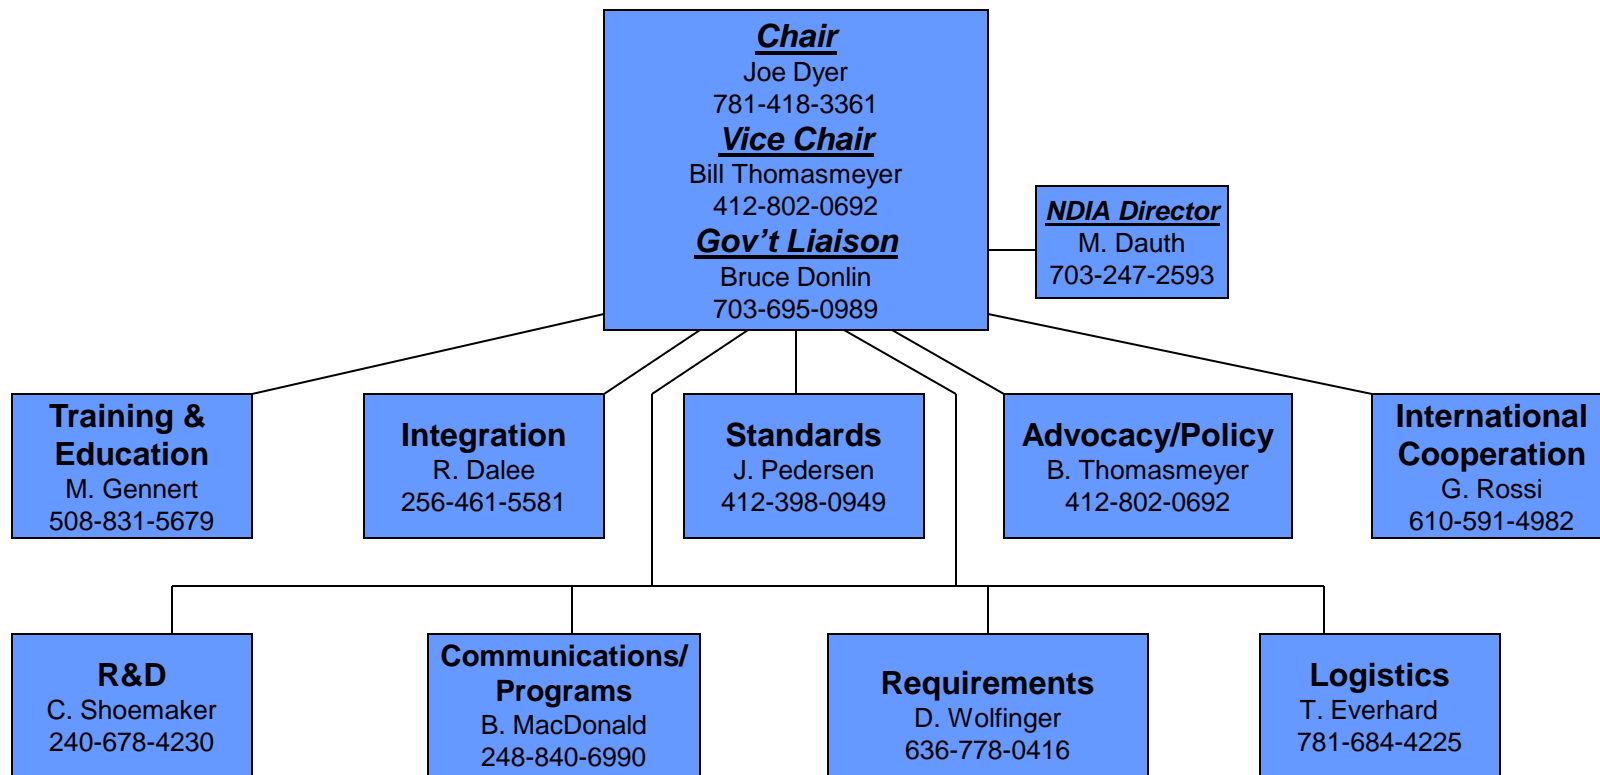 Chair
Joe Dyer
781-418-3361
Vice Chair
Bill Thomasmeyer
412-802-0692
Gov’t Liaison
Bruce Donlin
703-695-0989
NDIA Director
M. Dauth
703-247-2593
Training &
Education
M. Gennert
508-831-5679
Integration
R. Dalee
256-461-5581
Standards
J. Pedersen
412-398-0949
Advocacy/Policy
B. Thomasmeyer
412-802-0692
International
Cooperation
G. Rossi
610-591-4982
R&D
C. Shoemaker
240-678-4230
Communications/
Programs
B. MacDonald
248-840-6990
Requirements
D. Wolfinger
636-778-0416
Logistics
T. Everhard
781-684-4225